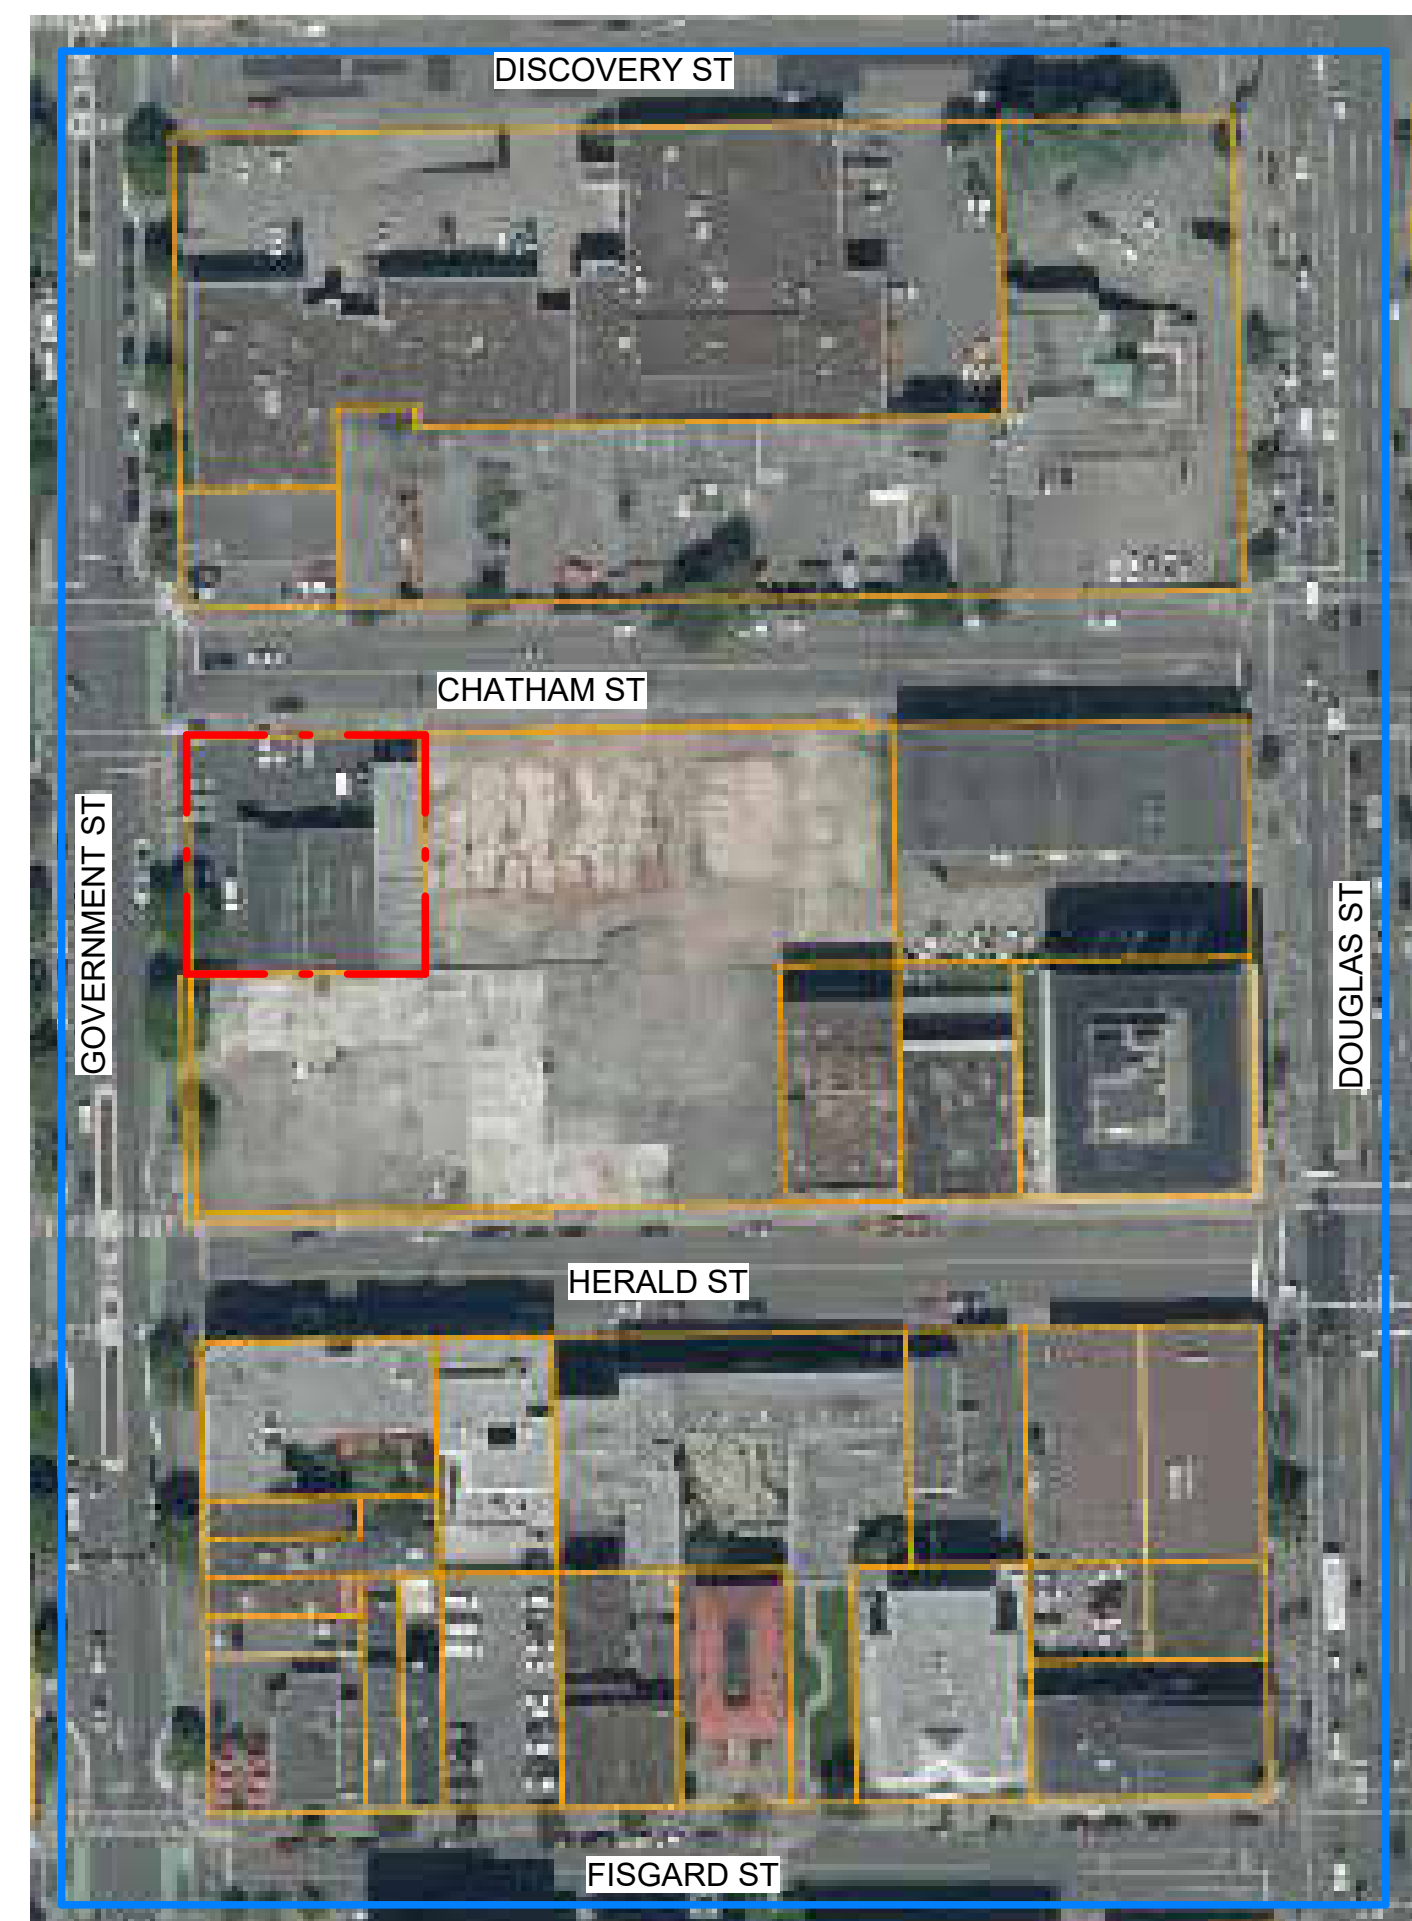 DISCOVERY ST
CHATHAM ST
GOVERNMENT ST
DOUGLAS ST
HERALD ST
FISGARD ST